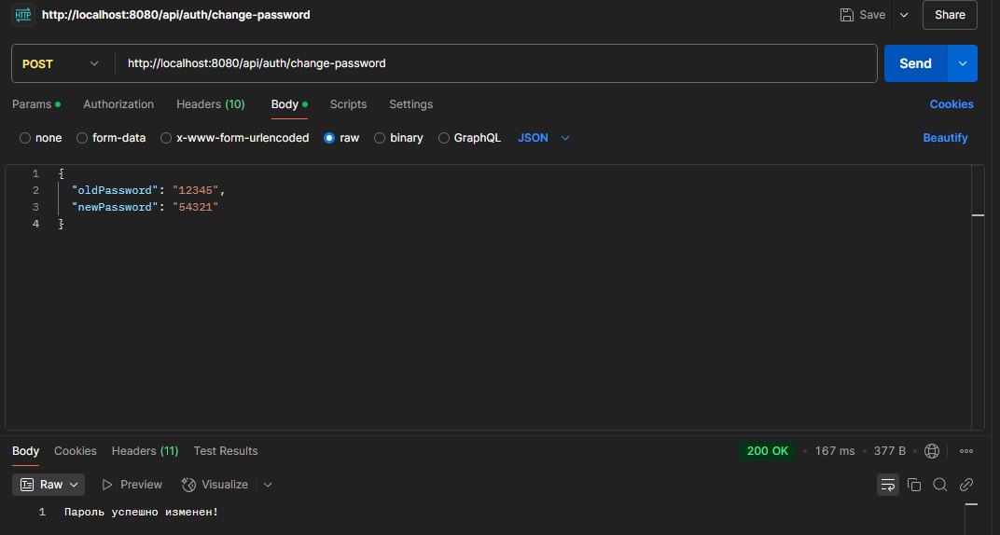 HTTP http://localhost:8080/api/auth/change-password Save Share
POST http://localhost:8080/api/auth/change-password Send
Params Authorization Headers (10) Body Scripts Settings Cookies
none form-data x-www-form-urlencoded raw binary GraphQL JSON Beautify
1 {
2 "oldPassword": "12345",
3 "newPassword": "54321"
4 }
Body Cookies Headers (11) Test Results 200 OK • 167 ms • 377 B •
Raw Preview Visualize
1 Пароль успешно изменен!